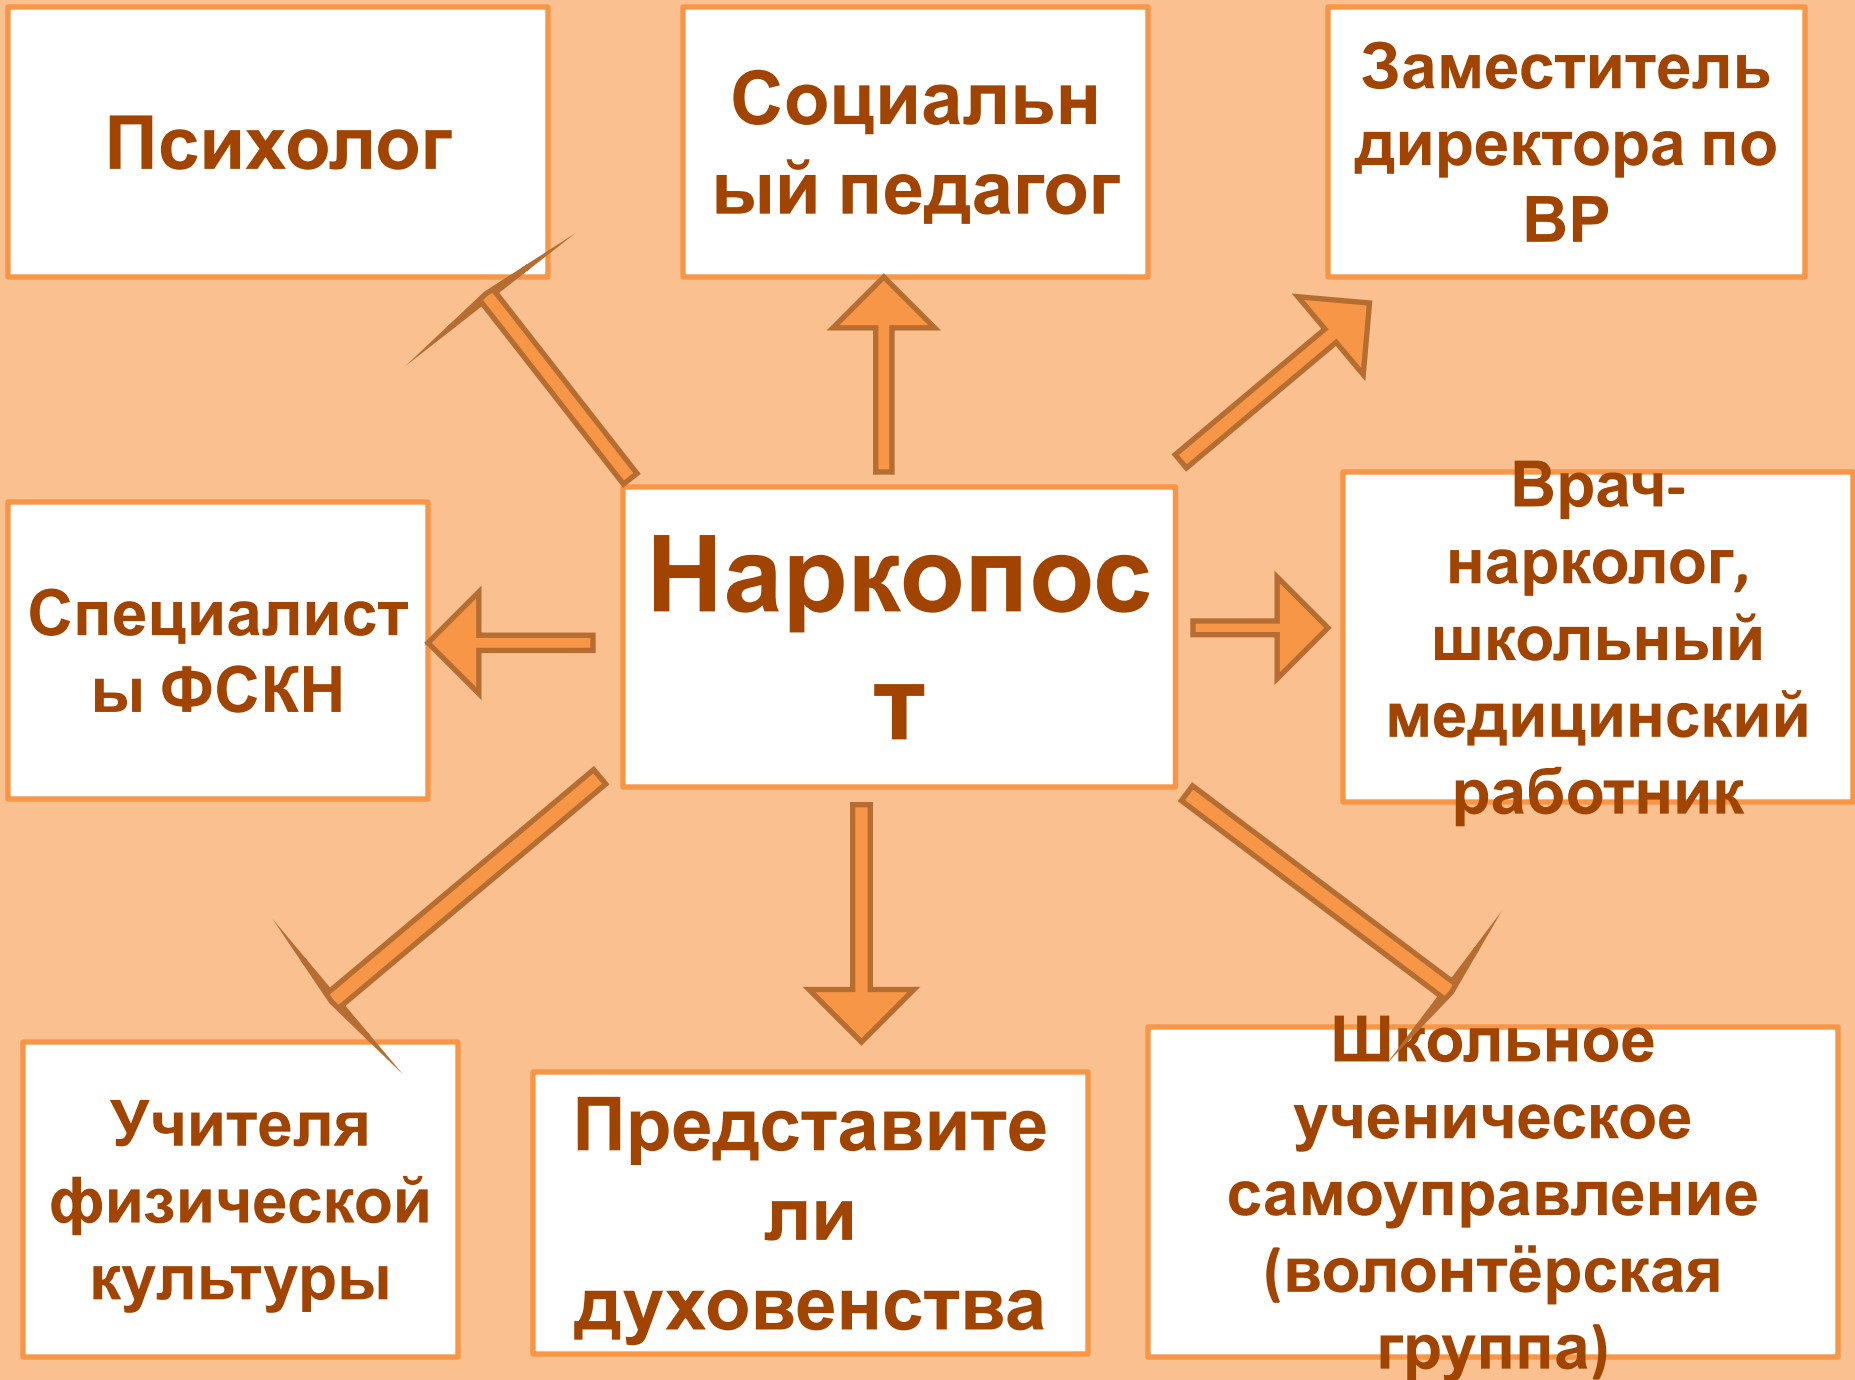 Психолог
Социальн
ый педагог
Заместитель
директора по
ВР
Специалист
ы ФСКН
Наркопос
т
Врач-
нарколог,
школьный
медицинский
работник
Учителя
физической
культуры
Представите
ли
духовенства
Школьное
ученическое
самоуправление
(волонтёрская
группа)